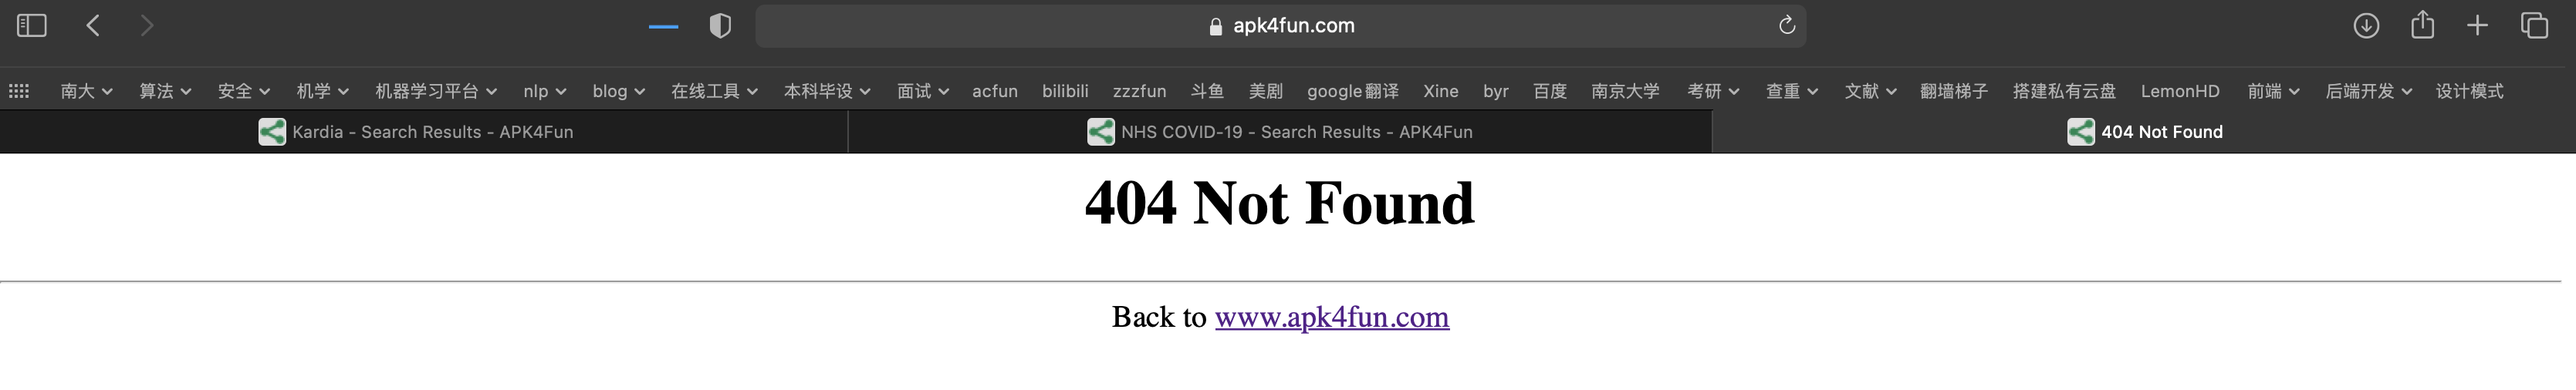 apk4fun.com
南大 算法 安全 机学 机器学习平台 nlp blog 在线工具 本科毕设 面试 acfun bilibili zzzfun 斗鱼 美剧 google翻译 Xine byr 百度 南京大学 考研 查重 文献 翻墙梯子 搭建私有云盘 LemonHD 前端 后端开发 设计模式
Kardia - Search Results - APK4Fun NHS COVID-19 - Search Results - APK4Fun 404 Not Found
404 Not Found
Back to www.apk4fun.com